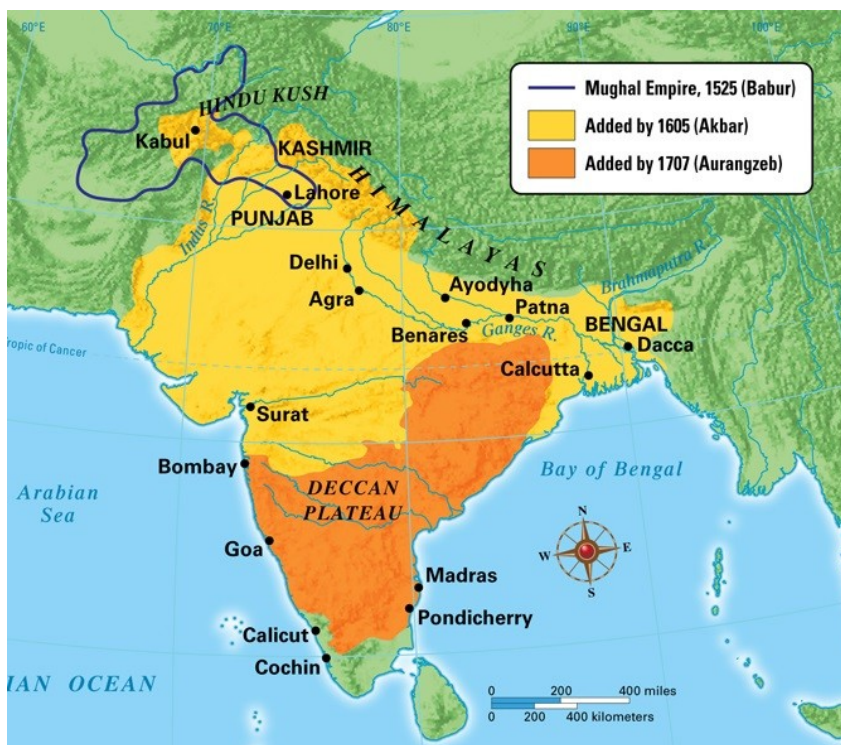 60°E
70°E
80°E
90°E
100°E
Mughal Empire, 1525 (Babur)
Added by 1605 (Akbar)
Added by 1707 (Aurangzeb)
HINDU KUSH
Kabul
KASHMIR
HIMALAYAS
Lahore
PUNJAB
Indus R.
Delhi
Agra
Ayodyha
Brahmaputra R.
Patna
BENGAL
Benares
Ganges R.
Dacca
Tropic of Cancer
Calcutta
Surat
Bombay
Bay of Bengal
Arabian
Sea
DECCAN
PLATEAU
N
W
E
S
Goa
Madras
Pondicherry
Calicut
Cochin
IAN OCEAN
0 200 400 miles
0 200 400 kilometers